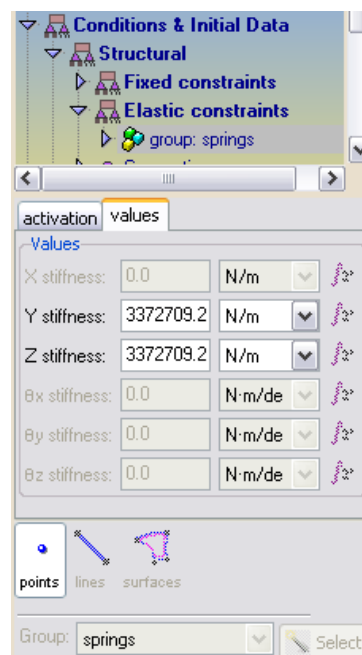 Conditions & Initial Data
Structural
Fixed constraints
Elastic constraints
group: springs
activation values
Values
X stiffness: 0.0 N/m
Y stiffness: 3372709.2 N/m
Z stiffness: 3372709.2 N/m
θx stiffness: 0.0 N·m/de
θy stiffness: 0.0 N·m/de
θz stiffness: 0.0 N·m/de
points lines surfaces
Group: springs Select